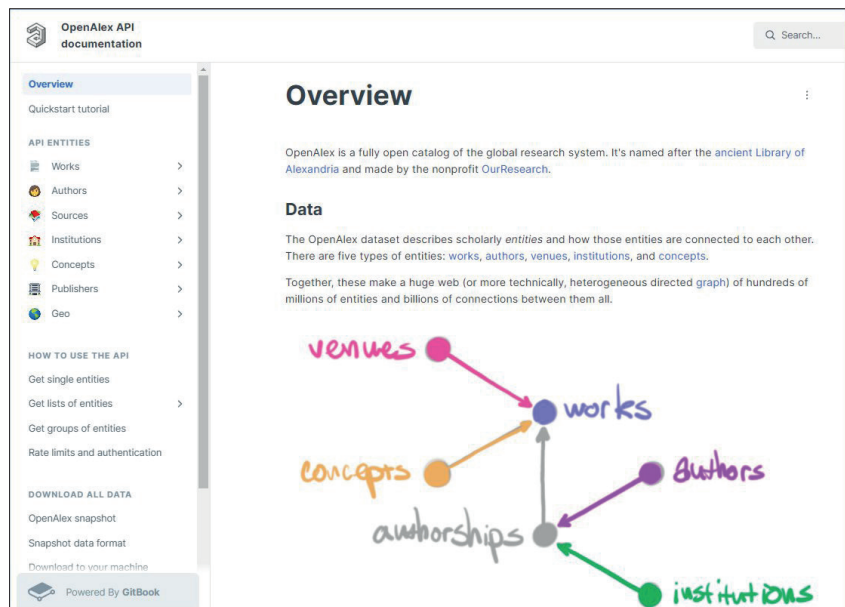 OpenAlex API
documentation
Search...
Overview
Quickstart tutorial
API ENTITIES
Works
Authors
Sources
Institutions
Concepts
Publishers
Geo
HOW TO USE THE API
Get single entities
Get lists of entities
Get groups of entities
Rate limits and authentication
DOWNLOAD ALL DATA
OpenAlex snapshot
Snapshot data format
Download to your machine
Powered By GitBook
Overview
OpenAlex is a fully open catalog of the global research system. It's named after the ancient Library of
Alexandria and made by the nonprofit OurResearch.
Data
The OpenAlex dataset describes scholarly entities and how those entities are connected to each other.
There are five types of entities: works, authors, venues, institutions, and concepts.
Together, these make a huge web (or more technically, heterogeneous directed graph) of hundreds of
millions of entities and billions of connections between them all.
venues
works
concepts
authors
authorships
institutions